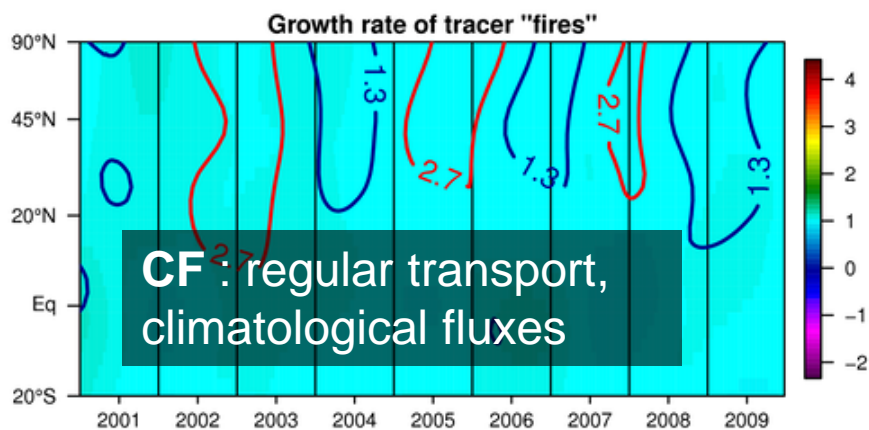 Growth rate of tracer "fires"
90°N
45°N
20°N
Eq
20°S
1.3
2.7
2.7
1.3
2.7
1.3
2.7
CF : regular transport,
climatological fluxes
4
3
2
1
0
−1
−2
2001 2002 2003 2004 2005 2006 2007 2008 2009